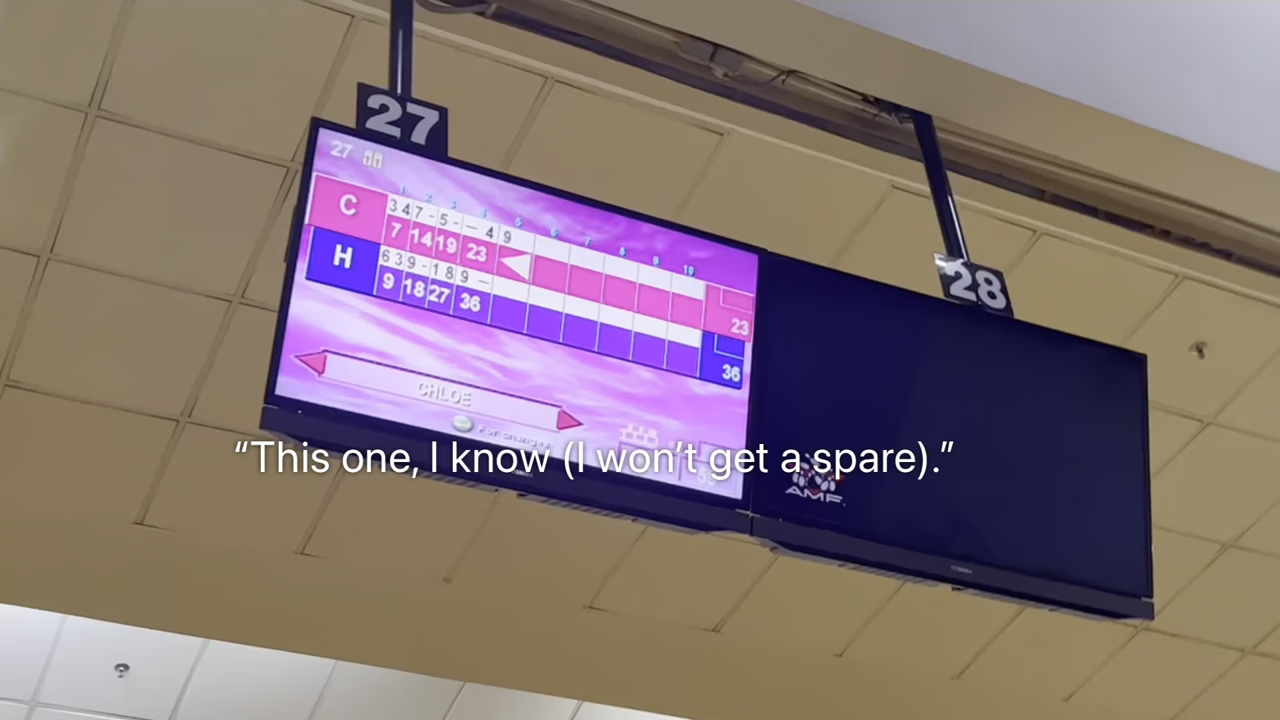 27
27
1 2 3 4 5 6 7 8 9 10
C 3 4 7 - 5 - — 4 9
7 14 19 23 23
H 6 3 9 - 1 8 9 —
9 18 27 36 36
CHLOE
For changes
28
AMF
“This one, I know (I won’t get a spare).”